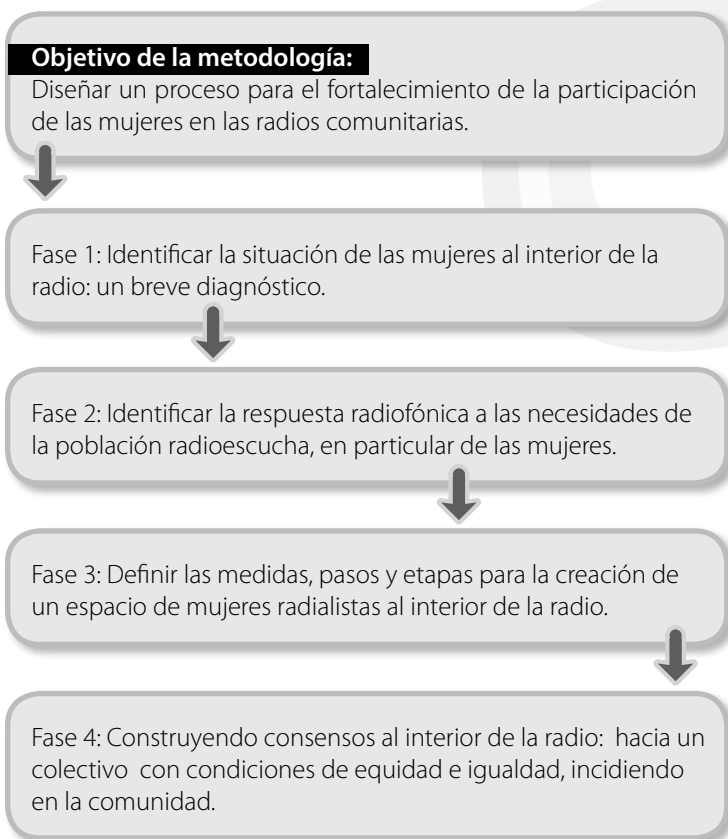 Objetivo de la metodología:
Diseñar un proceso para el fortalecimiento de la participación
de las mujeres en las radios comunitarias.
Fase 1: Identificar la situación de las mujeres al interior de la
radio: un breve diagnóstico.
Fase 2: Identificar la respuesta radiofónica a las necesidades de
la población radioescucha, en particular de las mujeres.
Fase 3: Definir las medidas, pasos y etapas para la creación de
un espacio de mujeres radialistas al interior de la radio.
Fase 4: Construyendo consensos al interior de la radio: hacia un
colectivo con condiciones de equidad e igualdad, incidiendo
en la comunidad.